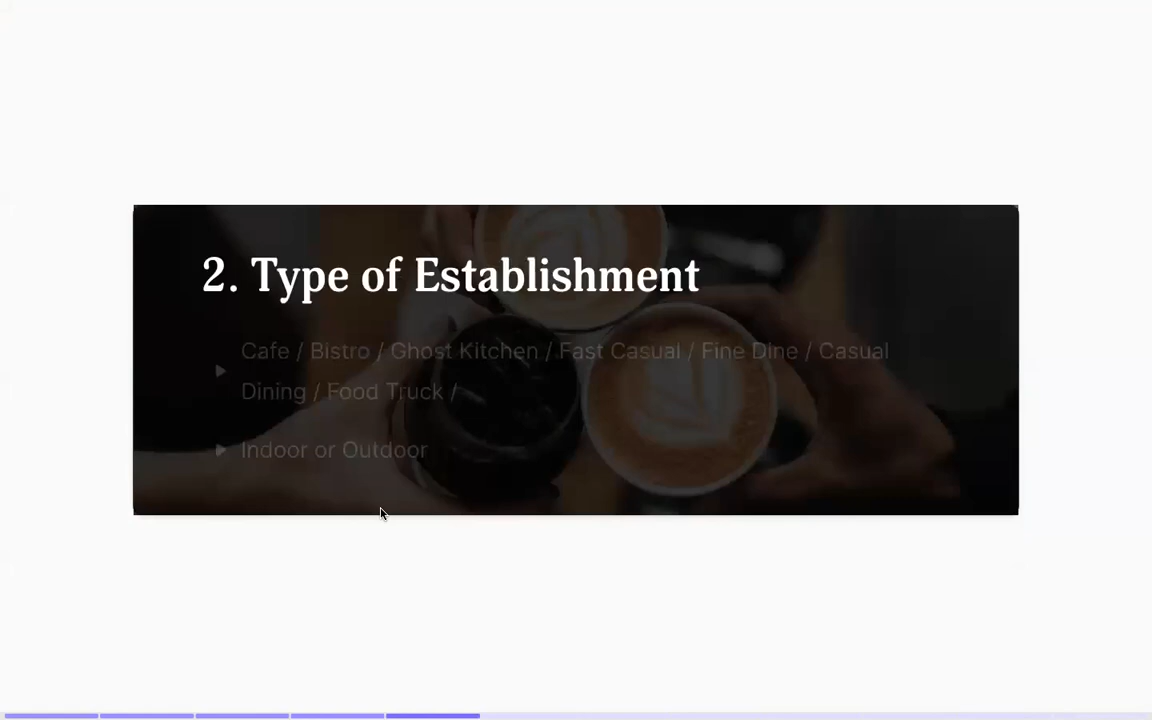 2. Type of Establishment
Cafe / Bistro / Ghost Kitchen / Fast Casual / Fine Dine / Casual
Dining / Food Truck /
Indoor or Outdoor